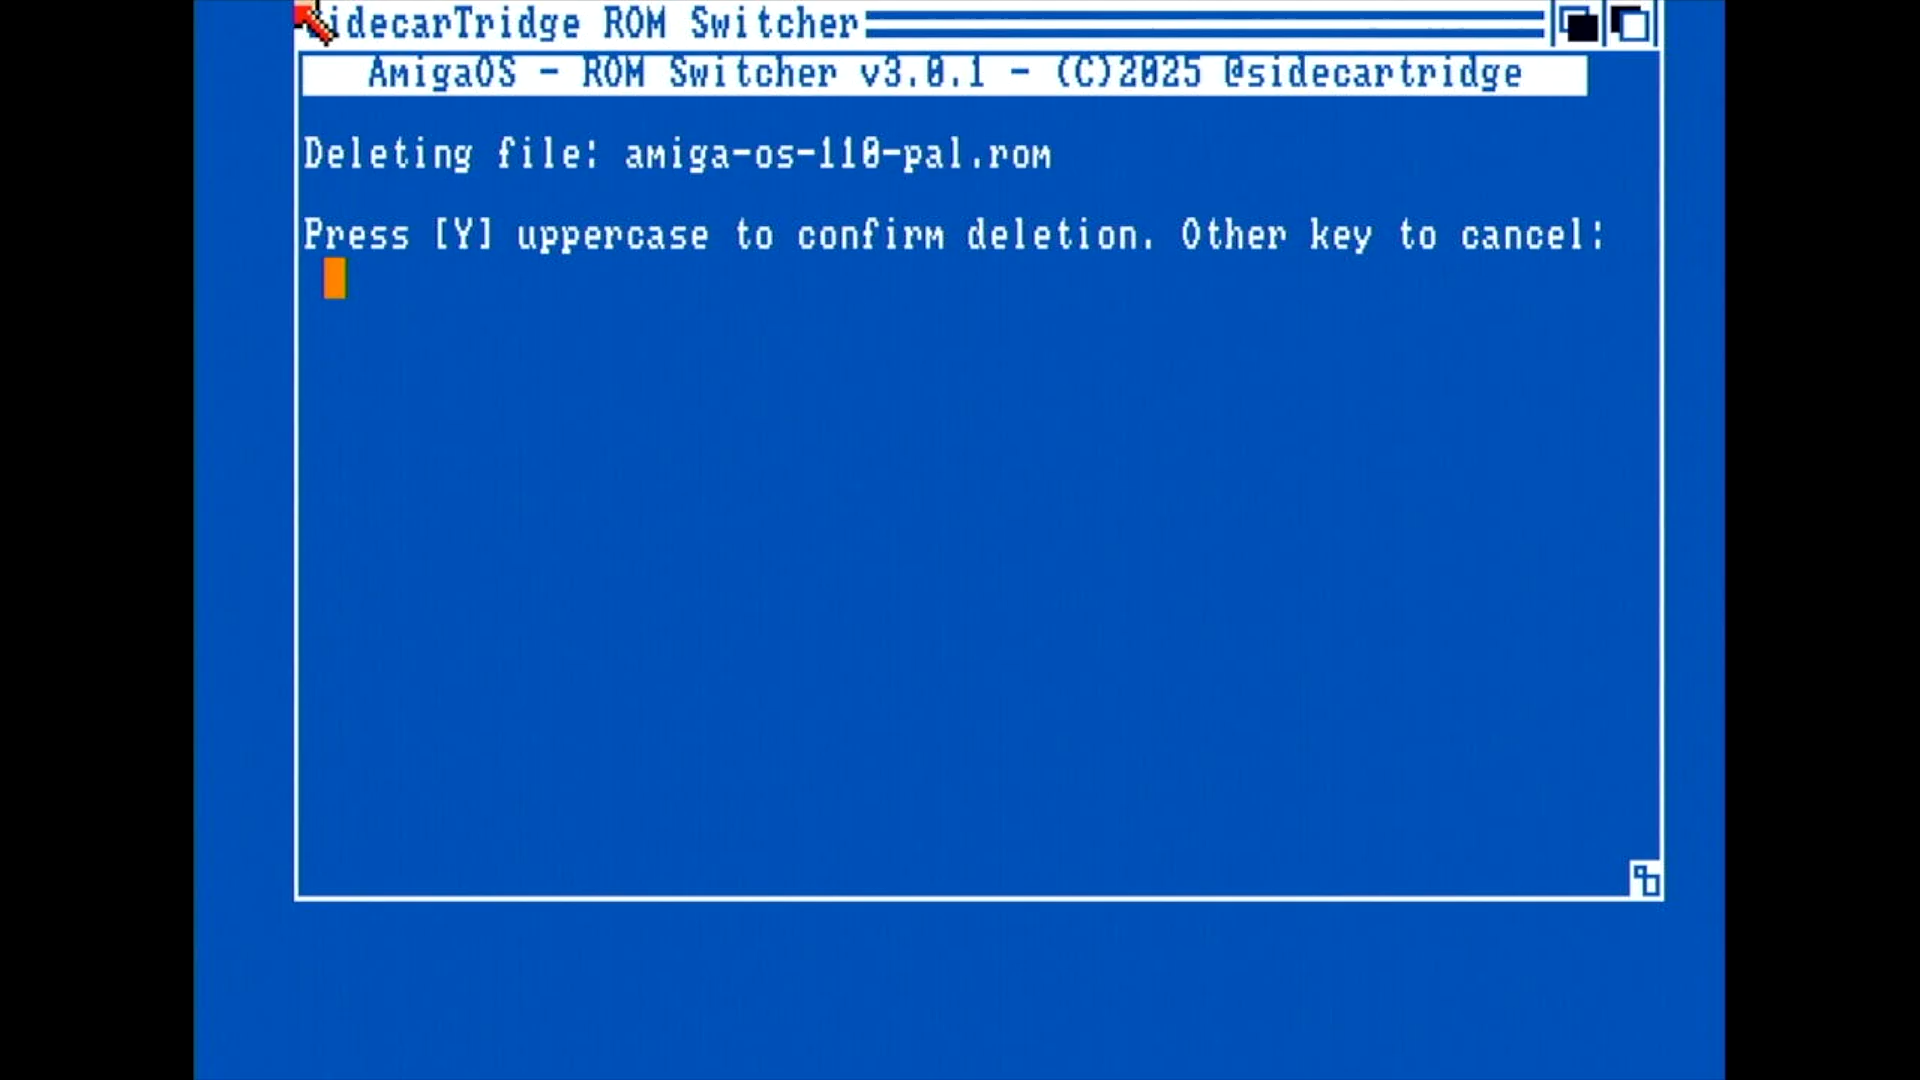 idecarTridge ROM Switcher
AmigaOS - ROM Switcher v3.0.1 - (C)2025 @sidecartridge
Deleting file: amiga-os-110-pal.rom
Press [Y] uppercase to confirm deletion. Other key to cancel: